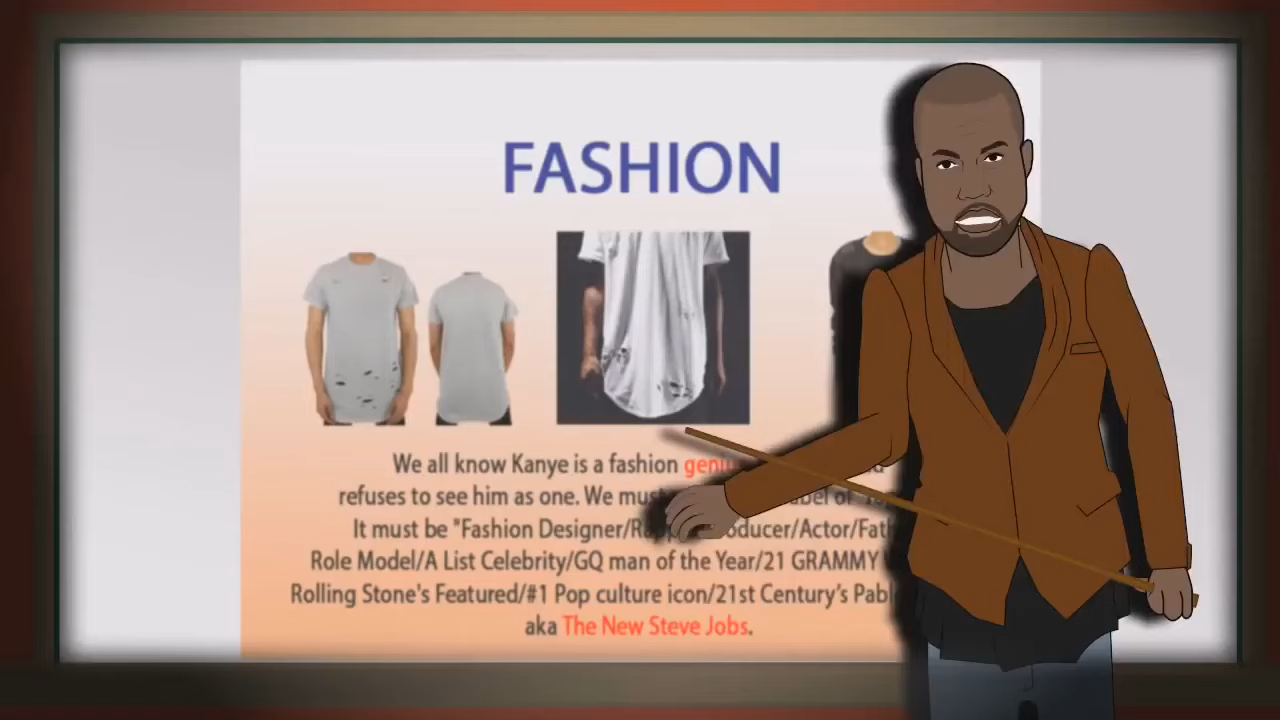 FASHION
We all know Kanye is a fashion
refuses to see him as one. We must
It must be "Fashion Designer/
Role Model/A List Celebrity/GQ man of the Year/21 GRAMMY
Rolling Stone's Featured/#1 Pop culture icon/21st Century's
aka The New Steve Jobs.